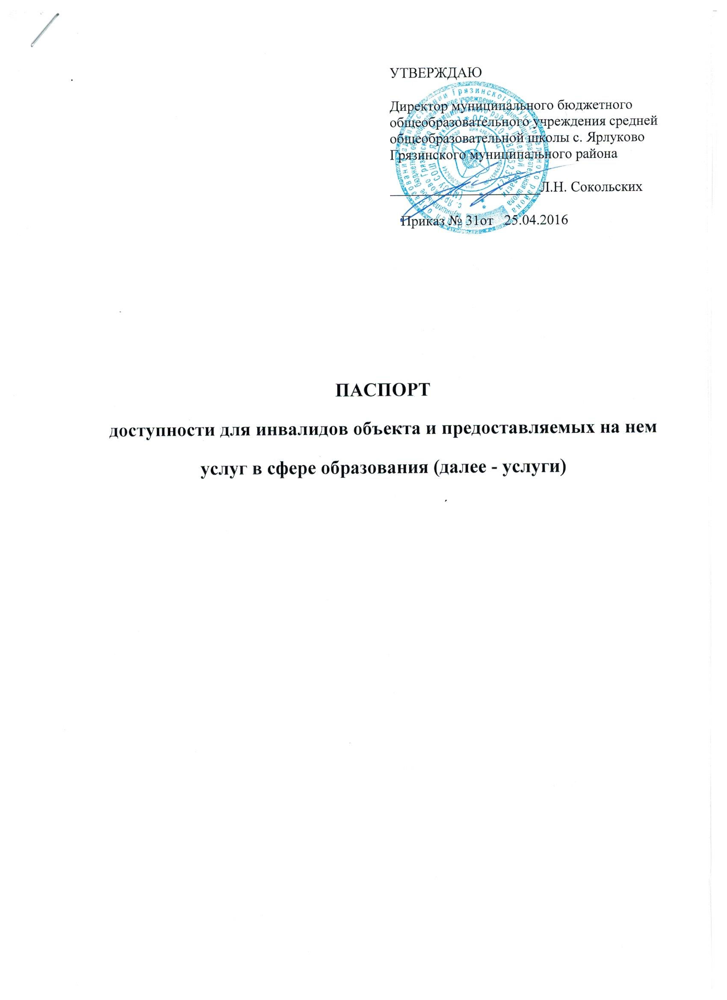 УТВЕРЖДАЮ
Директор муниципального бюджетного
общеобразовательного учреждения средней
общеобразовательной школы с. Ярлуково
Грязинского муниципального района
Л.Н. Сокольских
Приказ № 31от 25.04.2016
ПАСПОРТ
доступности для инвалидов объекта и предоставляемых на нем
услуг в сфере образования (далее - услуги)